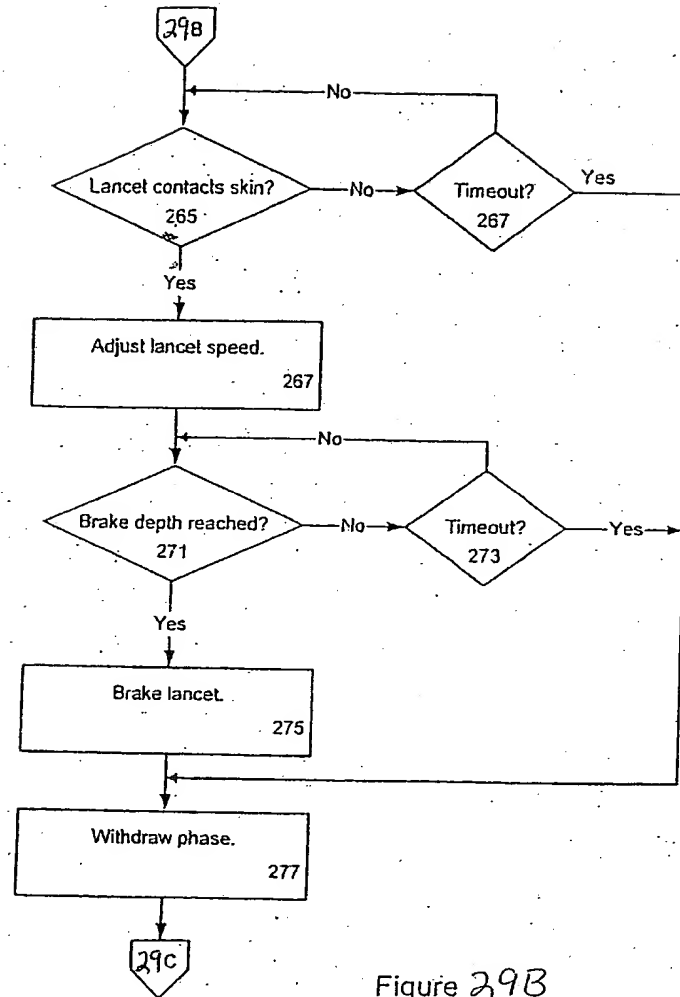 29B
No
Lancet contacts skin?
265
No
Timeout?
267
Yes
Yes
Adjust lancet speed.
267
No
Brake depth reached?
271
No
Timeout?
273
Yes
Yes
Brake lancet.
275
Withdraw phase.
277
29C
Figure 29B